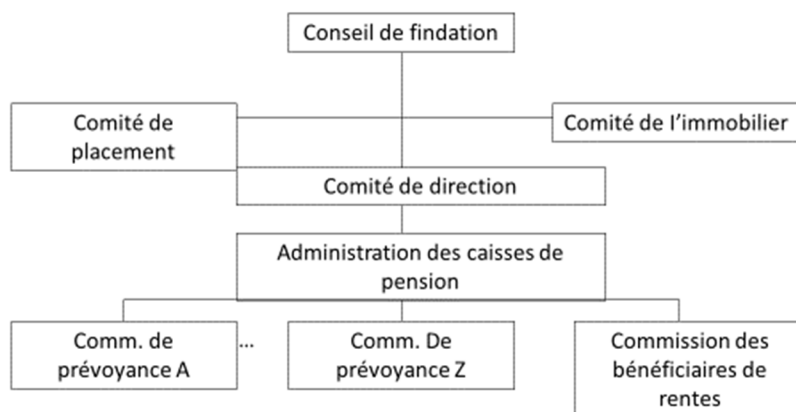 Conseil de findation
Comité de
placement
Comité de l'immobilier
Comité de direction
Administration des caisses de
pension
Comm. de
prévoyance A
...
Comm. De
prévoyance Z
Commission des
bénéficiaires de
rentes